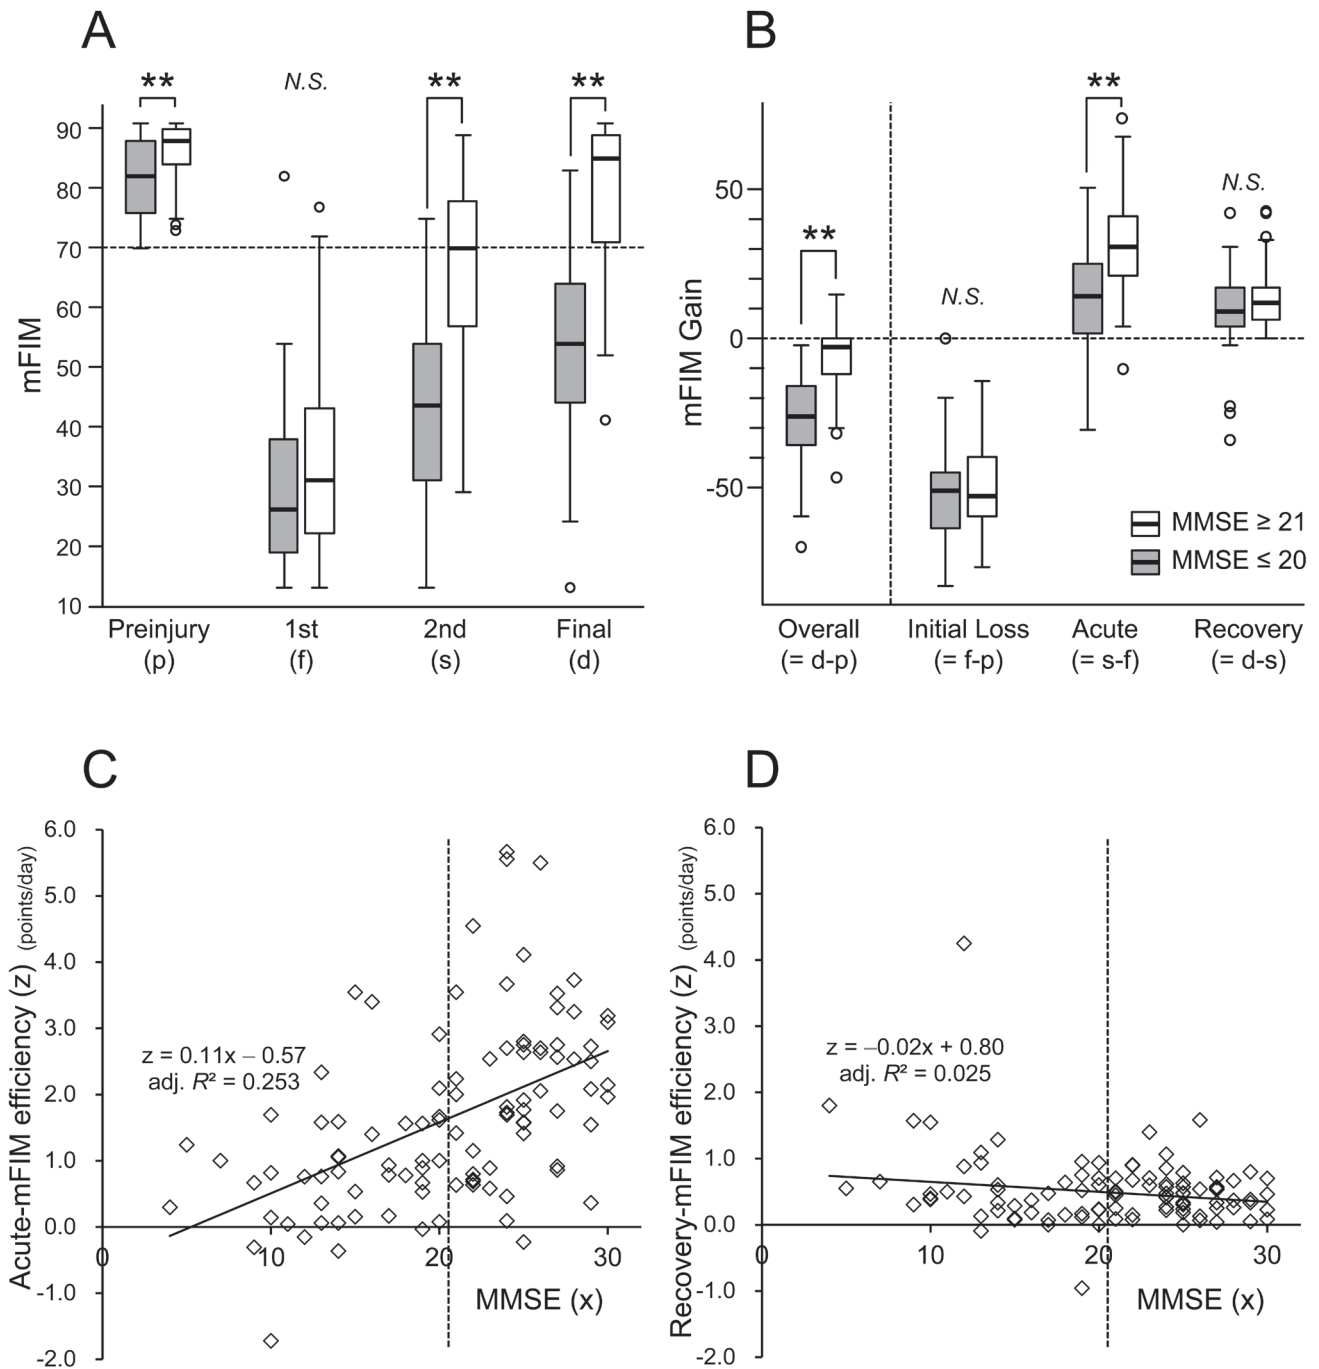 A
**
N.S.
**
**
90
80
70
60
50
40
30
20
10
mFIM
Preinjury
(p)
1st
(f)
2nd
(s)
Final
(d)
B
**
N.S.
**
N.S.
50
0
-50
mFIM Gain
MMSE ≥ 21
MMSE ≤ 20
Overall
(= d-p)
Initial Loss
(= f-p)
Acute
(= s-f)
Recovery
(= d-s)
C
6.0
5.0
4.0
3.0
2.0
1.0
0.0
-1.0
-2.0
Acute-mFIM efficiency (z) (points/day)
z = 0.11x – 0.57
adj. R² = 0.253
0 10 20 30
MMSE (x)
D
6.0
5.0
4.0
3.0
2.0
1.0
0.0
-1.0
-2.0
Recovery-mFIM efficiency (z) (points/day)
z = –0.02x + 0.80
adj. R² = 0.025
0 10 20 30
MMSE (x)